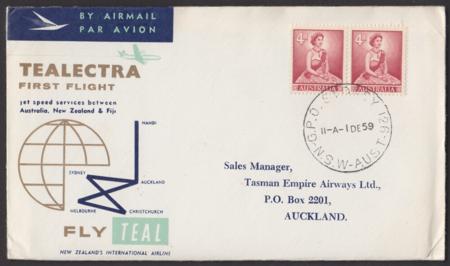 BY AIRMAIL
PAR AVION
TEALECTRA
FIRST FLIGHT
jet speed services between
Australia, New Zealand & Fiji
NANDI
SYDNEY
AUCKLAND
MELBOURNE
CHRISTCHURCH
FLY TEAL
NEW ZEALAND'S INTERNATIONAL AIRLINE
4D
AUSTRALIA
4D
AUSTRALIA
G.P.O. SYDNEY
11-A-1DE59
N.S.W-AUST-
Sales Manager,
Tasman Empire Airways Ltd.,
P.O. Box 2201,
AUCKLAND.